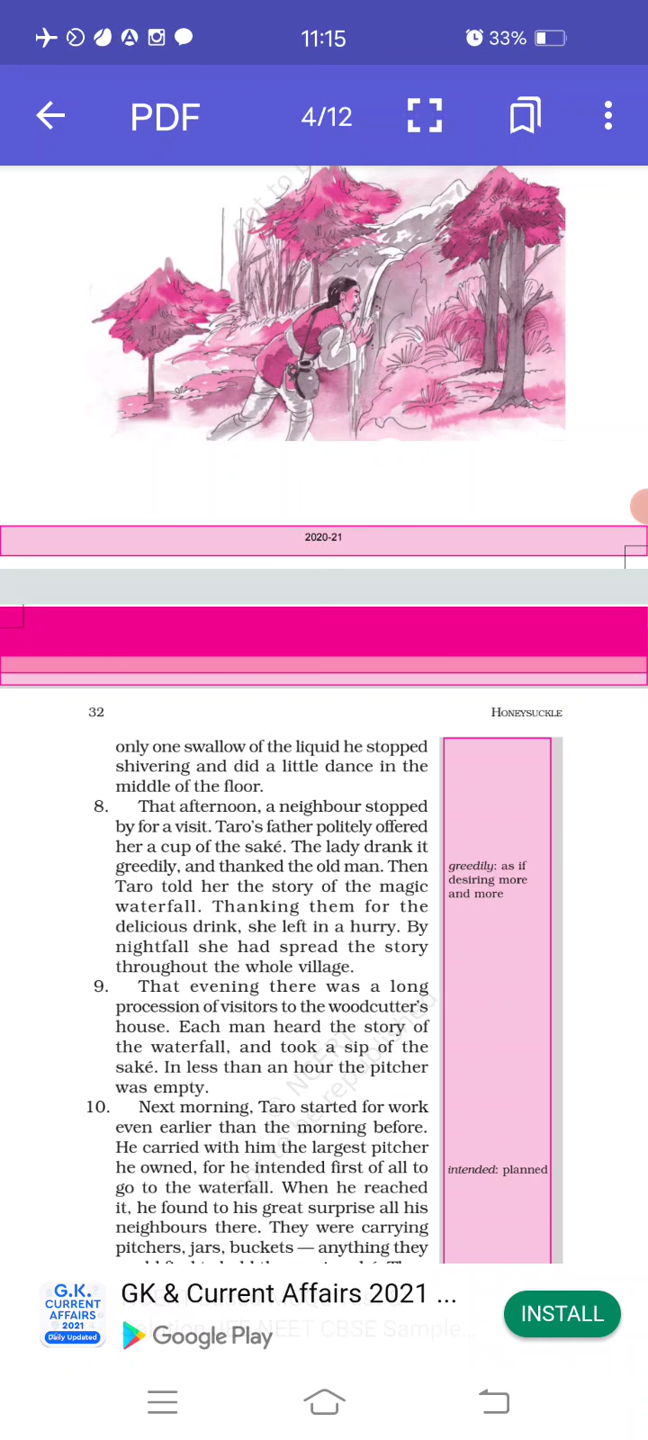 11:15
33%
PDF
4/12
not to b
2020-21
32
HONEYSUCKLE
only one swallow of the liquid he stopped
shivering and did a little dance in the
middle of the floor.
8. That afternoon, a neighbour stopped
by for a visit. Taro's father politely offered
her a cup of the saké. The lady drank it
greedily, and thanked the old man. Then
Taro told her the story of the magic
waterfall. Thanking them for the
delicious drink, she left in a hurry. By
nightfall she had spread the story
throughout the whole village.
greedily: as if
desiring more
and more
9. That evening there was a long
procession of visitors to the woodcutter's
house. Each man heard the story of
the waterfall, and took a sip of the
saké. In less than an hour the pitcher
was empty.
10. Next morning, Taro started for work
even earlier than the morning before.
He carried with him the largest pitcher
he owned, for he intended first of all to
go to the waterfall. When he reached
it, he found to his great surprise all his
neighbours there. They were carrying
pitchers, jars, buckets — anything they
intended: planned
© NCERT
not to be republished
G.K.
CURRENT
AFFAIRS
2021
Daily Updated
GK & Current Affairs 2021 ...
Google Play
NEET CBSE Sample...
INSTALL